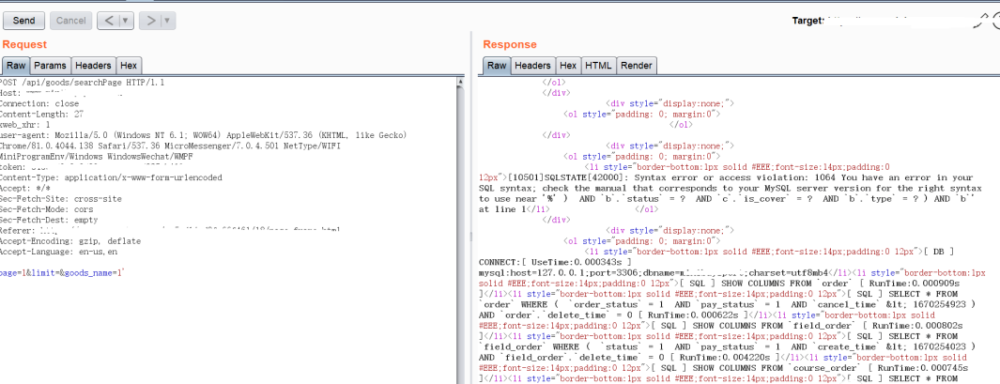 Send Cancel < | ▼ > | ▼ Target:
Request
Raw Params Headers Hex
POST /api/goods/searchPage HTTP/1.1
Host:
Connection: close
Content-Length: 27
xweb_xhr: 1
user-agent: Mozilla/5.0 (Windows NT 6.1; WOW64) AppleWebKit/537.36 (KHTML, like Gecko)
Chrome/81.0.4044.138 Safari/537.36 MicroMessenger/7.0.4.501 NetType/WIFI
MiniProgramEnv/Windows WindowsWechat/WMPF
token:
Content-Type: application/x-www-form-urlencoded
Accept: */*
Sec-Fetch-Site: cross-site
Sec-Fetch-Mode: cors
Sec-Fetch-Dest: empty
Referer:
Accept-Encoding: gzip, deflate
Accept-Language: en-us,en
page=1&limit=&goods_name=1'
Response
Raw Headers Hex HTML Render
</ol>
</div>
<div style="display:none;">
<ol style="padding: 0; margin:0">
</ol>
</div>
<div style="display:none;">
<ol style="padding: 0; margin:0">
<li style="border-bottom:1px solid #EEE;font-size:14px;padding:0
12px">[10501]SQLSTATE[42000]: Syntax error or access violation: 1064 You have an error in your
SQL syntax; check the manual that corresponds to your MySQL server version for the right syntax
to use near '%' )  AND `b`.`status` = ?  AND `c`.`is_cover` = ?  AND `b`.`type` = ? ) AND `b`'
at line 1</li> </ol>
</div>
<div style="display:none;">
<ol style="padding: 0; margin:0">
<li style="border-bottom:1px solid #EEE;font-size:14px;padding:0 12px">[ DB ]
CONNECT:[ UseTime:0.000343s ]
mysql:host=127.0.0.1;port=3306;dbname= ;charset=utf8mb4</li><li style="border-bottom:1px
solid #EEE;font-size:14px;padding:0 12px">[ SQL ] SHOW COLUMNS FROM `order` [ RunTime:0.000909s
]</li><li style="border-bottom:1px solid #EEE;font-size:14px;padding:0 12px">[ SQL ] SELECT * FROM
`order` WHERE (  `order_status` = 1  AND `pay_status` = 1  AND `cancel_time` &lt; 1670254923 )
AND `order`.`delete_time` = 0 [ RunTime:0.000622s ]</li><li style="border-bottom:1px solid
#EEE;font-size:14px;padding:0 12px">[ SQL ] SHOW COLUMNS FROM `field_order` [ RunTime:0.000802s
]</li><li style="border-bottom:1px solid #EEE;font-size:14px;padding:0 12px">[ SQL ] SELECT * FROM
`field_order` WHERE (  `status` = 1  AND `pay_status` = 1  AND `create_time` &lt; 1670254023 )
AND `field_order`.`delete_time` = 0 [ RunTime:0.004220s ]</li><li style="border-bottom:1px solid
#EEE;font-size:14px;padding:0 12px">[ SQL ] SHOW COLUMNS FROM `course_order` [ RunTime:0.000745s
]</li><li style="border-bottom:1px solid #EEE;font-size:14px;padding:0 12px">[ SQL ] SELECT * FROM